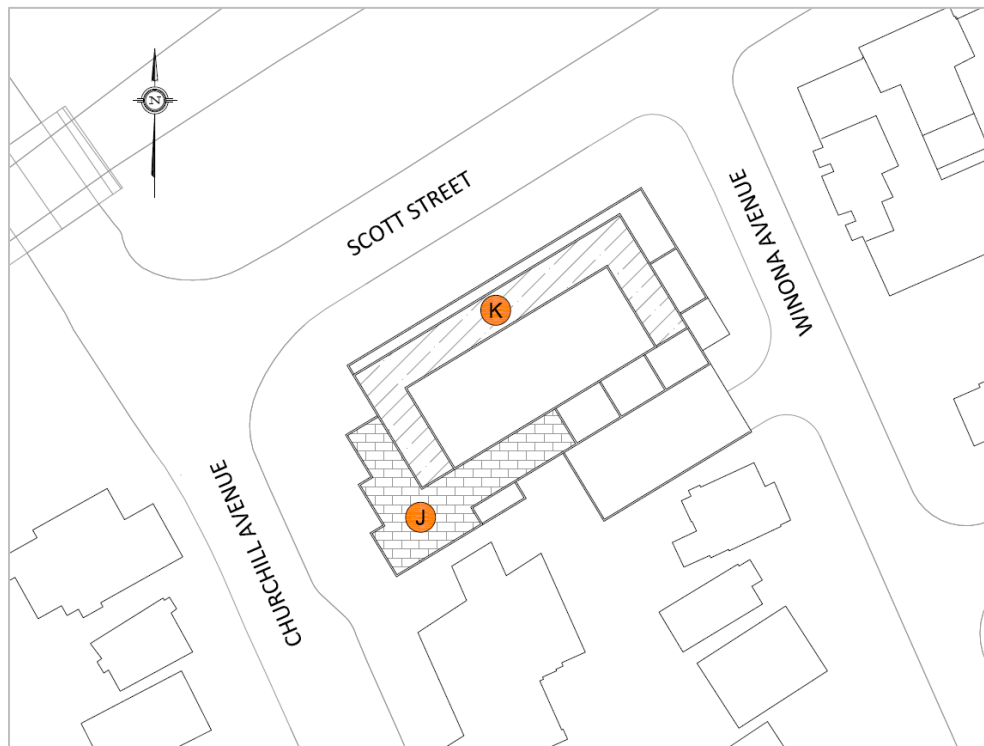 N
SCOTT STREET
WINONA AVENUE
K
CHURCHILL AVENUE
J